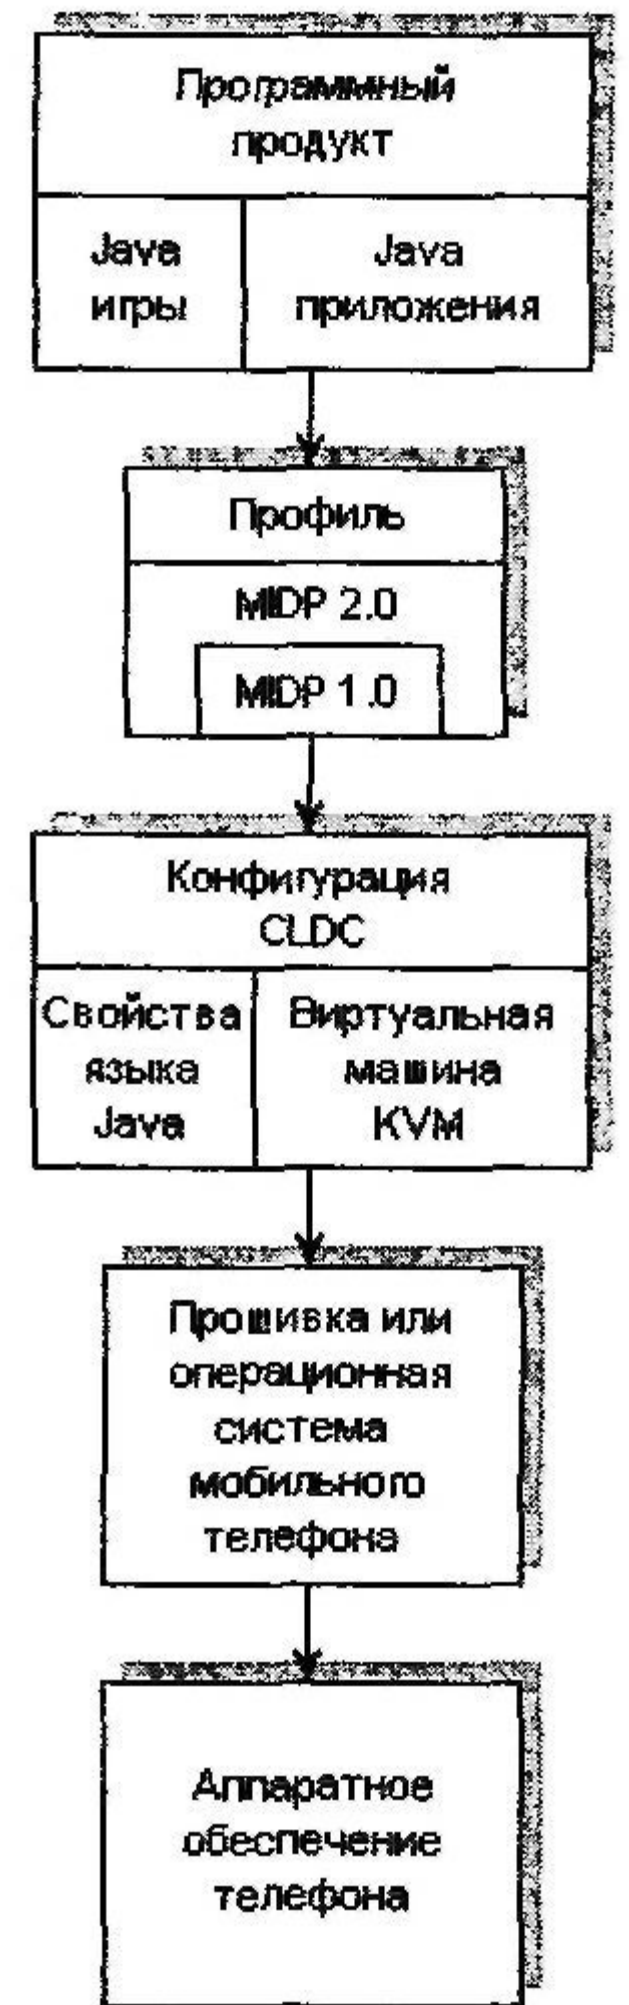 Программный
продукт
Java
игры
Java
приложения
Профиль
MIDP 2.0
MIDP 1.0
Конфигурация
CLDC
Свойства
языка
Java
Виртуальная
машина
KVM
Прошивка или
операционная
система
мобильного
телефона
Аппаратное
обеспечение
телефона